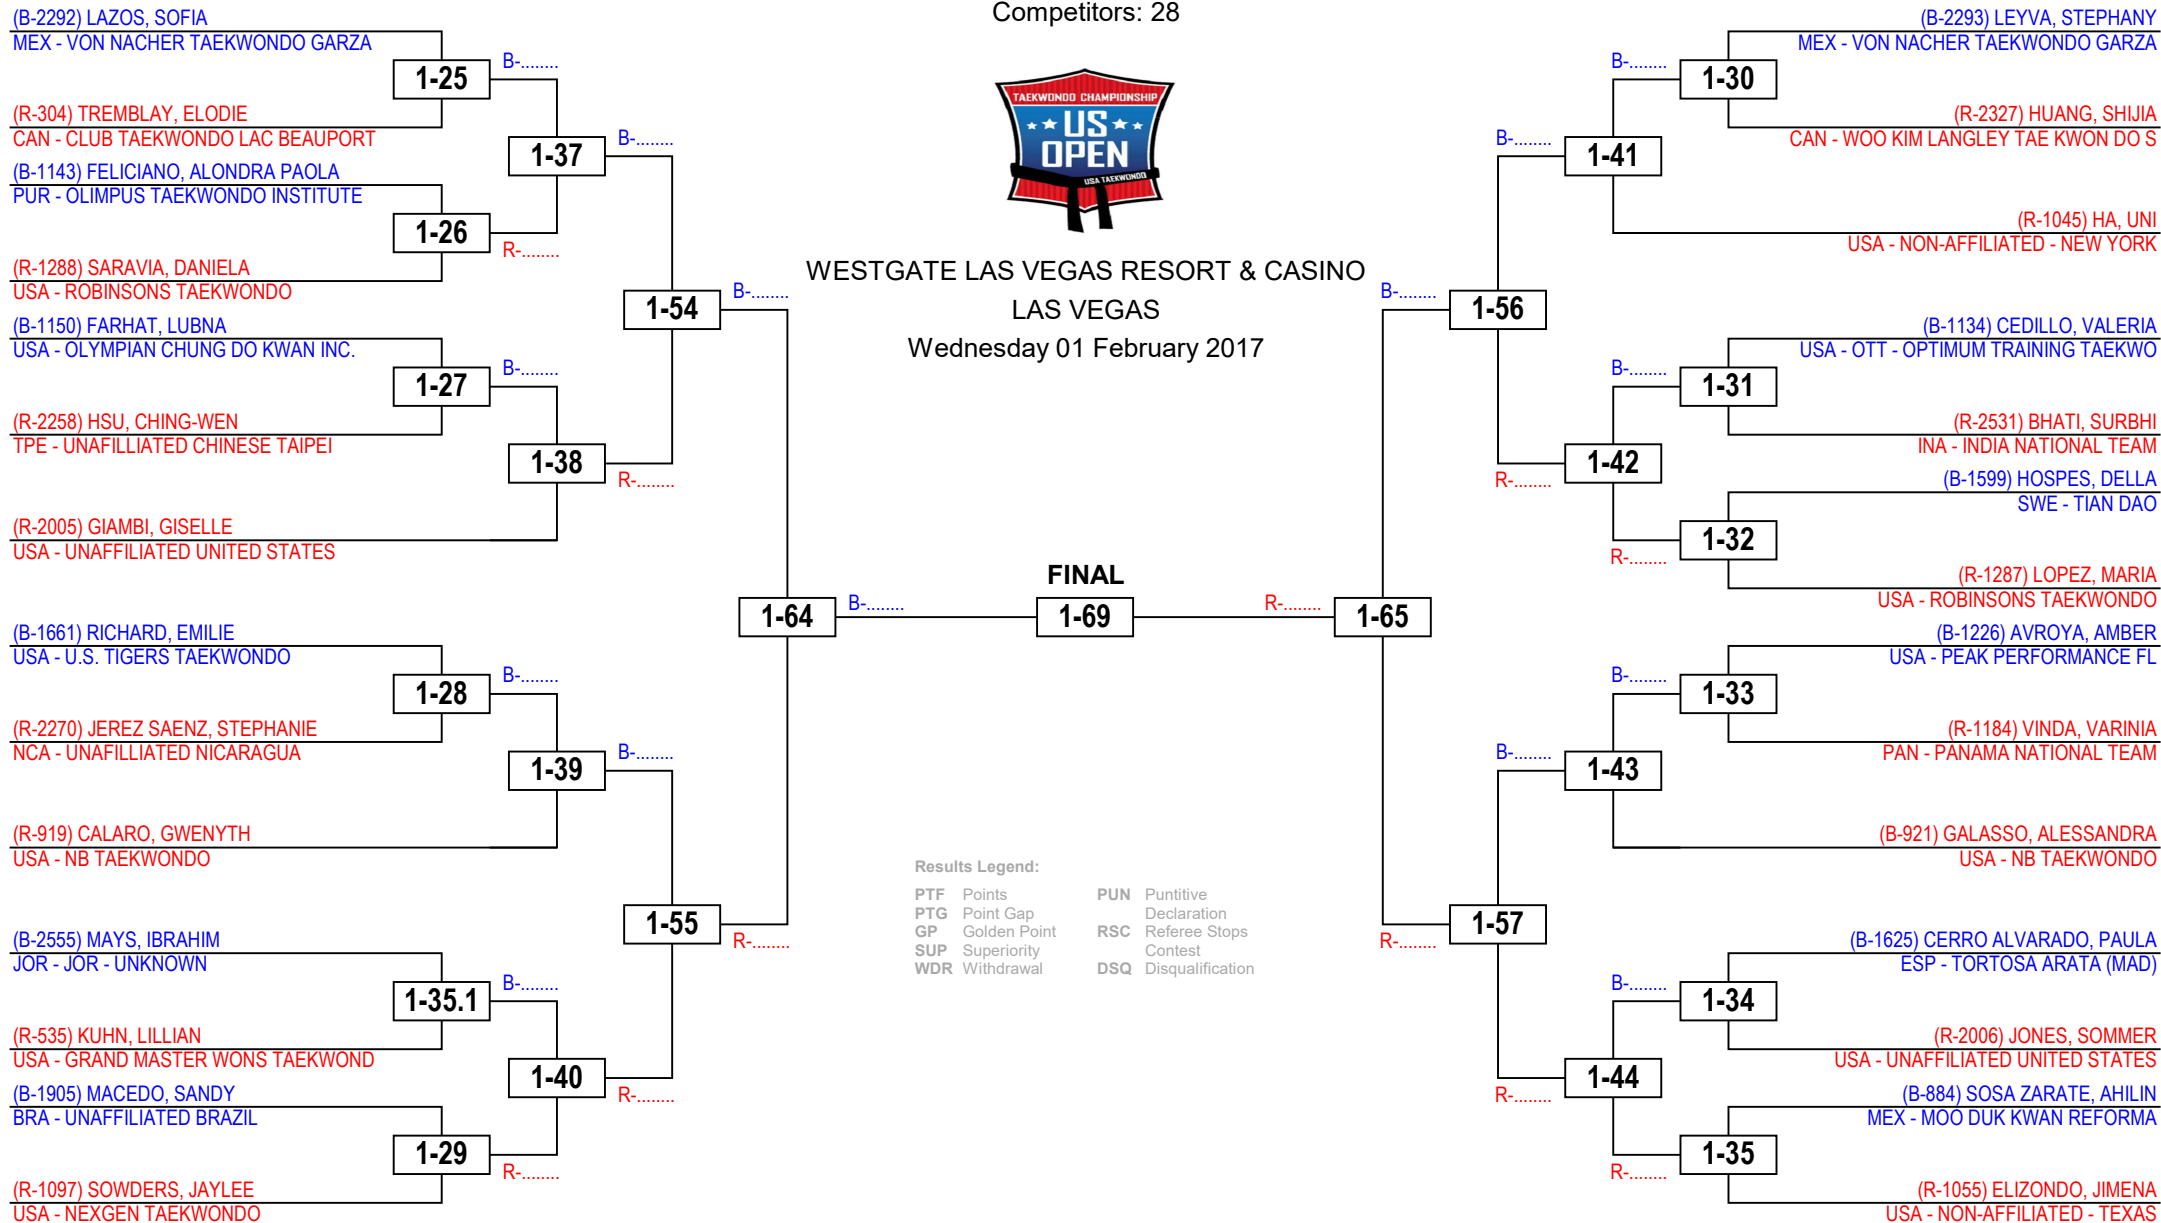 Competitors: 28
TAEKWONDO CHAMPIONSHIP
US
OPEN
USA TAEKWONDO
WESTGATE LAS VEGAS RESORT & CASINO
LAS VEGAS
Wednesday 01 February 2017
(B-2292) LAZOS, SOFIA
MEX - VON NACHER TAEKWONDO GARZA
1-25
(R-304) TREMBLAY, ELODIE
CAN - CLUB TAEKWONDO LAC BEAUPORT
B-........
1-37
(B-1143) FELICIANO, ALONDRA PAOLA
PUR - OLIMPUS TAEKWONDO INSTITUTE
1-26
R-........
(R-1288) SARAVIA, DANIELA
USA - ROBINSONS TAEKWONDO
B-........
1-54
(B-1150) FARHAT, LUBNA
USA - OLYMPIAN CHUNG DO KWAN INC.
1-27
B-........
(R-2258) HSU, CHING-WEN
TPE - UNAFILLIATED CHINESE TAIPEI
1-38
R-........
(R-2005) GIAMBI, GISELLE
USA - UNAFFILIATED UNITED STATES
B-........
1-64
(B-1661) RICHARD, EMILIE
USA - U.S. TIGERS TAEKWONDO
1-28
B-........
(R-2270) JEREZ SAENZ, STEPHANIE
NCA - UNAFILLIATED NICARAGUA
1-39
B-........
(R-919) CALARO, GWENYTH
USA - NB TAEKWONDO
1-55
R-........
(B-2555) MAYS, IBRAHIM
JOR - JOR - UNKNOWN
1-35.1
B-........
(R-535) KUHN, LILLIAN
USA - GRAND MASTER WONS TAEKWOND
1-40
R-........
(B-1905) MACEDO, SANDY
BRA - UNAFFILIATED BRAZIL
1-29
R-........
(R-1097) SOWDERS, JAYLEE
USA - NEXGEN TAEKWONDO
FINAL
B-........
1-69
R-........
Results Legend:
PTF Points
PTG Point Gap
GP Golden Point
SUP Superiority
WDR Withdrawal
PUN Puntitive
Declaration
RSC Referee Stops
Contest
DSQ Disqualification
(B-2293) LEYVA, STEPHANY
MEX - VON NACHER TAEKWONDO GARZA
B-........
1-30
(R-2327) HUANG, SHIJIA
CAN - WOO KIM LANGLEY TAE KWON DO S
B-........
1-41
(R-1045) HA, UNI
USA - NON-AFFILIATED - NEW YORK
B-........
1-56
(B-1134) CEDILLO, VALERIA
USA - OTT - OPTIMUM TRAINING TAEKWO
B-........
1-31
(R-2531) BHATI, SURBHI
INA - INDIA NATIONAL TEAM
1-42
R-........
(B-1599) HOSPES, DELLA
SWE - TIAN DAO
1-32
R-........
(R-1287) LOPEZ, MARIA
USA - ROBINSONS TAEKWONDO
1-65
(B-1226) AVROYA, AMBER
USA - PEAK PERFORMANCE FL
B-........
1-33
(R-1184) VINDA, VARINIA
PAN - PANAMA NATIONAL TEAM
B-........
1-43
(B-921) GALASSO, ALESSANDRA
USA - NB TAEKWONDO
1-57
R-........
(B-1625) CERRO ALVARADO, PAULA
ESP - TORTOSA ARATA (MAD)
B-........
1-34
(R-2006) JONES, SOMMER
USA - UNAFFILIATED UNITED STATES
1-44
R-........
(B-884) SOSA ZARATE, AHILIN
MEX - MOO DUK KWAN REFORMA
1-35
R-........
(R-1055) ELIZONDO, JIMENA
USA - NON-AFFILIATED - TEXAS